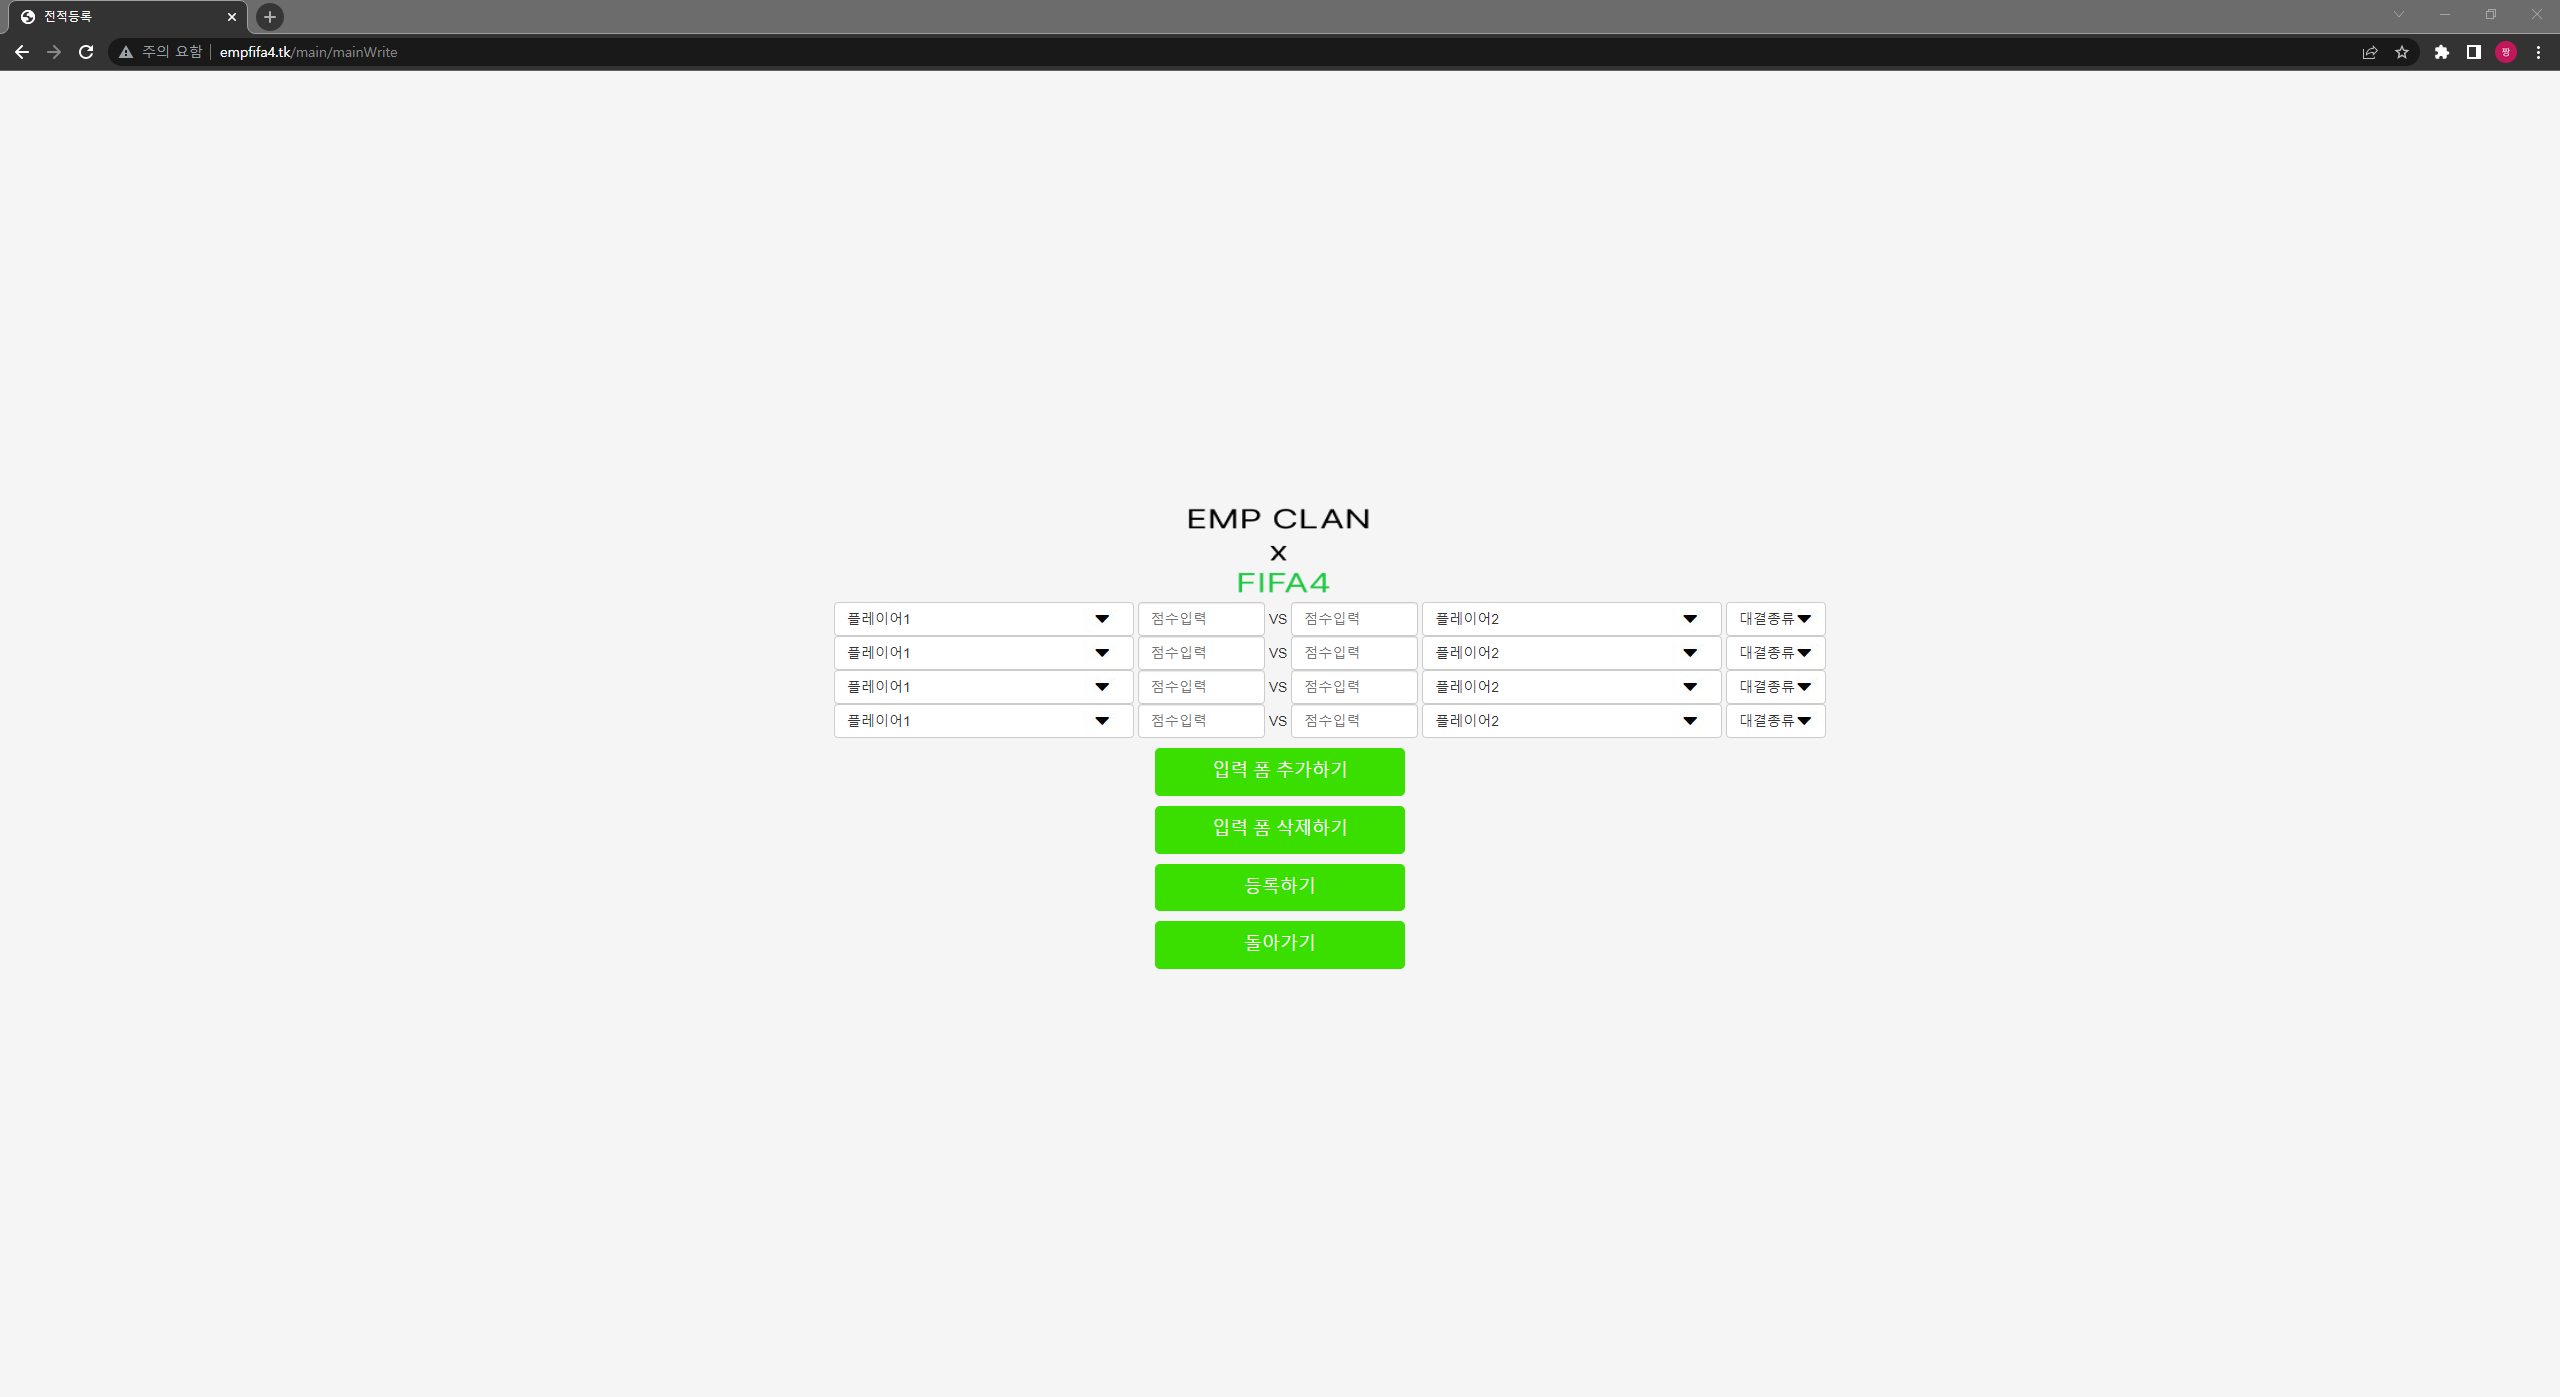 전적등록
주의 요함 empfifa4.tk/main/mainWrite
짱
EMP CLAN
x
FIFA4
플레이어1 점수입력 VS 점수입력 플레이어2 대결종류
플레이어1 점수입력 VS 점수입력 플레이어2 대결종류
플레이어1 점수입력 VS 점수입력 플레이어2 대결종류
플레이어1 점수입력 VS 점수입력 플레이어2 대결종류
입력 폼 추가하기
입력 폼 삭제하기
등록하기
돌아가기